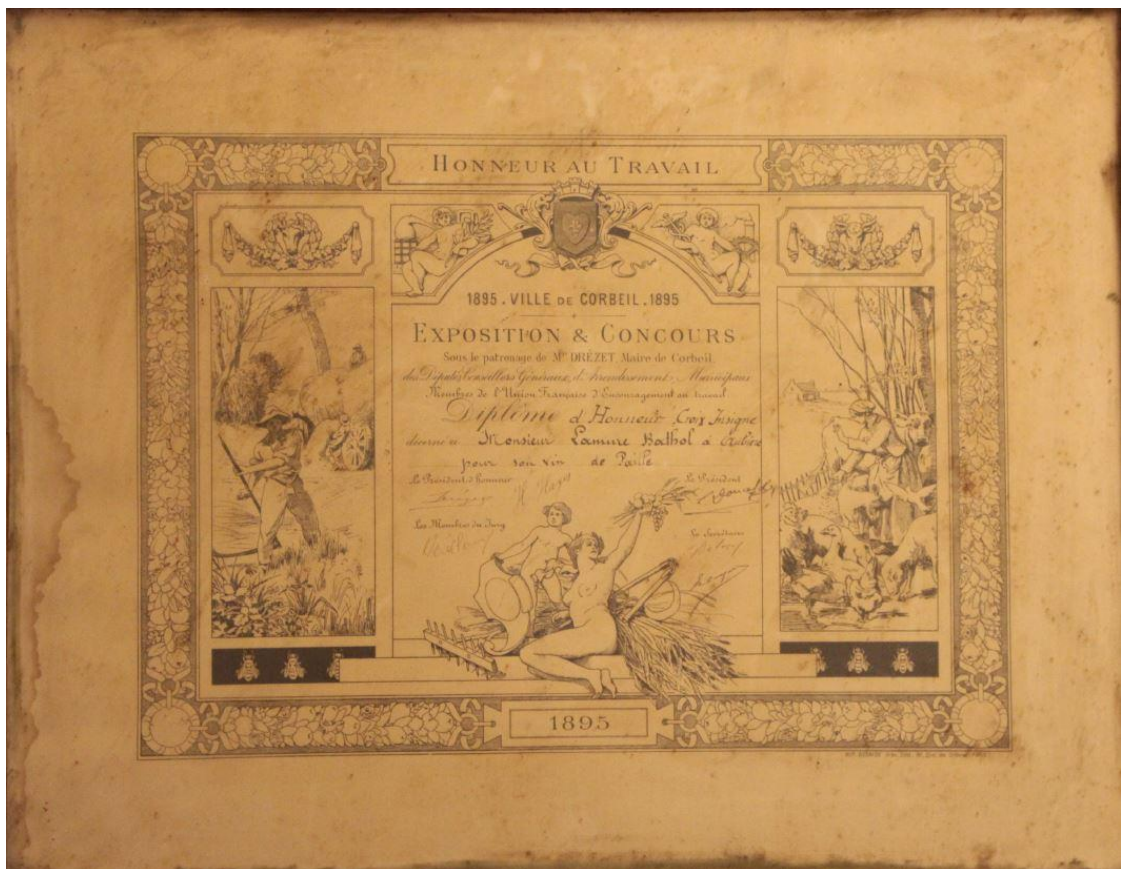 HONNEUR AU TRAVAIL
1895. VILLE DE CORBEIL. 1895
EXPOSITION & CONCOURS
Sous le patronage de Mr DRÉZET, Maire de Corbeil,
des Députés, Conseillers Généraux, d'Arrondissement, Municipaux
Membres de l'Union Française d'Encouragement au travail
Diplôme d'Honneur Croix Insigne
décerné à Monsieur Lamure Bathol à
pour son vin de Paille
Le Président d'honneur
Le Président
Les Membres du Jury
Le Secrétaire
1895